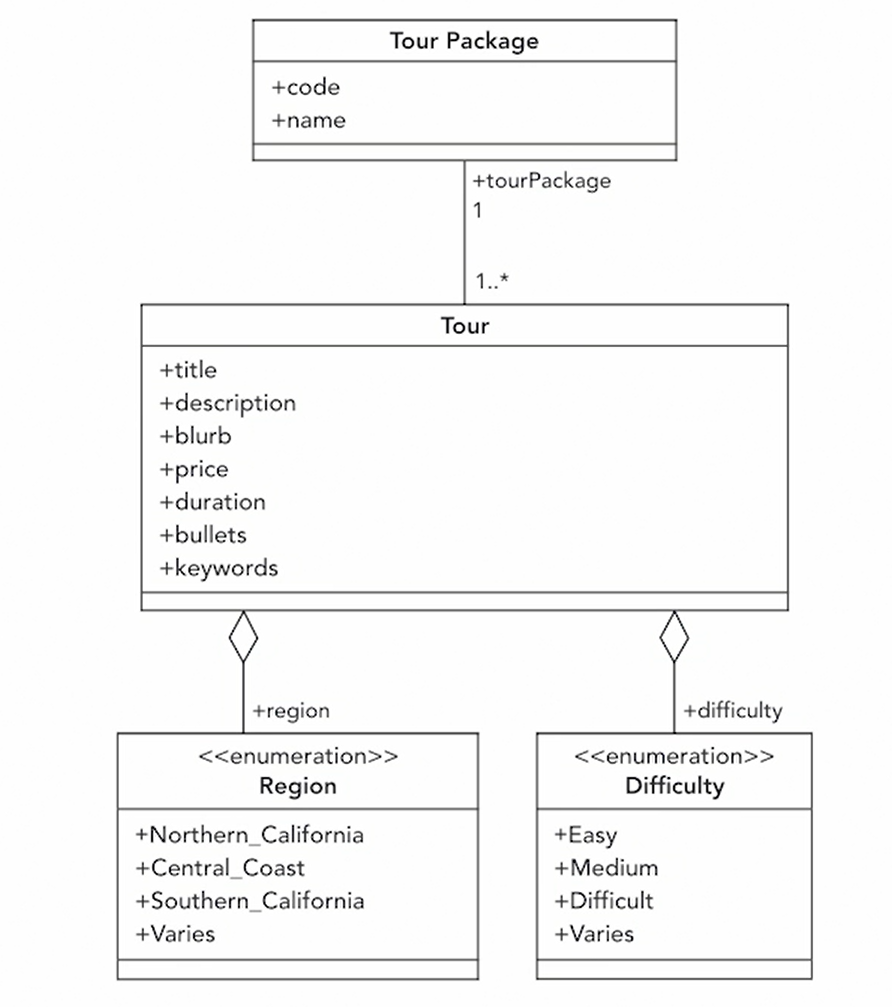 Tour Package
+code
+name
+tourPackage
1
1..*
Tour
+title
+description
+blurb
+price
+duration
+bullets
+keywords
+region
+difficulty
<<enumeration>>
Region
+Northern_California
+Central_Coast
+Southern_California
+Varies
<<enumeration>>
Difficulty
+Easy
+Medium
+Difficult
+Varies